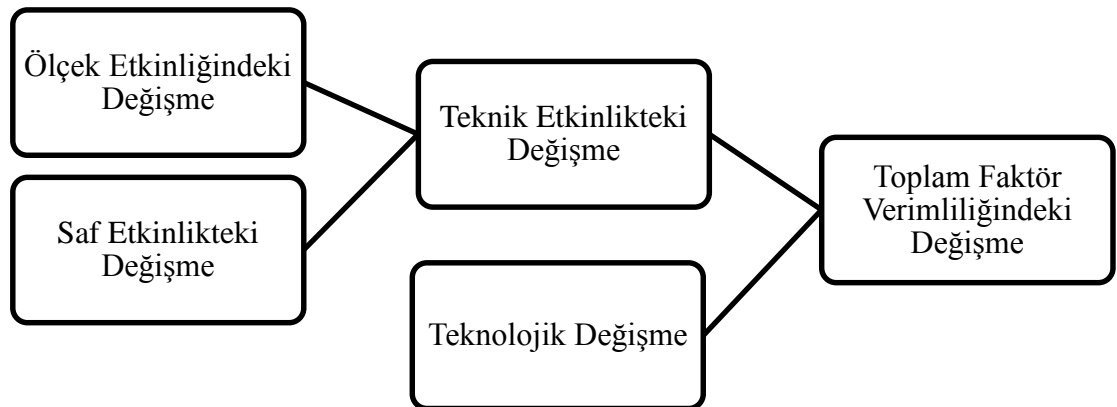 Ölçek Etkinliğindeki
Değişme
Saf Etkinlikteki
Değişme
Teknik Etkinlikteki
Değişme
Teknolojik Değişme
Toplam Faktör
Verimliliğindeki
Değişme